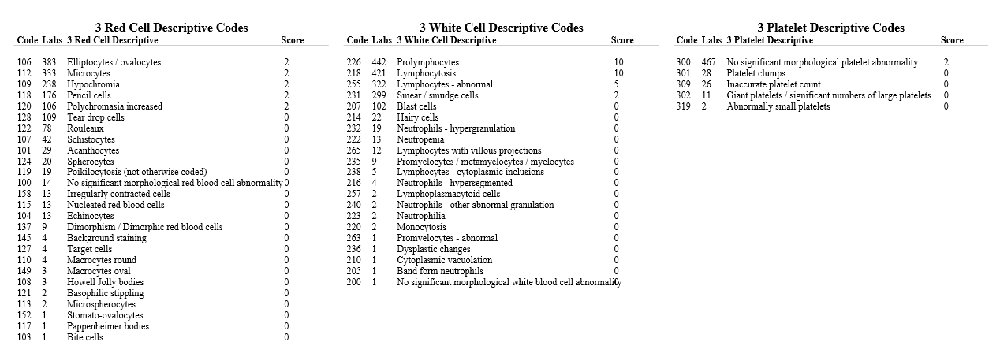 3 Red Cell Descriptive Codes
Code Labs 3 Red Cell Descriptive Score
106 383 Elliptocytes / ovalocytes 2
112 333 Microcytes 2
109 238 Hypochromia 2
118 176 Pencil cells 2
120 106 Polychromasia increased 2
128 109 Tear drop cells 0
122 78 Rouleaux 0
107 42 Schistocytes 0
101 29 Acanthocytes 0
124 20 Spherocytes 0
119 19 Poikilocytosis (not otherwise coded) 0
100 14 No significant morphological red blood cell abnormality 0
158 13 Irregularly contracted cells 0
115 13 Nucleated red blood cells 0
104 13 Echinocytes 0
137 9 Dimorphism / Dimorphic red blood cells 0
145 4 Background staining 0
127 4 Target cells 0
110 4 Macrocytes round 0
149 3 Macrocytes oval 0
108 3 Howell Jolly bodies 0
121 2 Basophilic stippling 0
113 2 Microspherocytes 0
152 1 Stomato-ovalocytes 0
117 1 Pappenheimer bodies 0
103 1 Bite cells 0
3 White Cell Descriptive Codes
Code Labs 3 White Cell Descriptive Score
226 442 Prolymphocytes 10
218 421 Lymphocytosis 10
255 322 Lymphocytes - abnormal 5
231 299 Smear / smudge cells 2
207 102 Blast cells 0
214 22 Hairy cells 0
232 19 Neutrophils - hypergranulation 0
222 13 Neutropenia 0
265 12 Lymphocytes with villous projections 0
235 9 Promyelocytes / metamyelocytes / myelocytes 0
238 5 Lymphocytes - cytoplasmic inclusions 0
216 4 Neutrophils - hypersegmented 0
257 2 Lymphoplasmacytoid cells 0
240 2 Neutrophils - other abnormal granulation 0
223 2 Neutrophilia 0
220 2 Monocytosis 0
263 1 Promyelocytes - abnormal 0
236 1 Dysplastic changes 0
210 1 Cytoplasmic vacuolation 0
205 1 Band form neutrophils 0
200 1 No significant morphological white blood cell abnormality 0
3 Platelet Descriptive Codes
Code Labs 3 Platelet Descriptive Score
300 467 No significant morphological platelet abnormality 2
301 28 Platelet clumps 0
309 26 Inaccurate platelet count 0
302 11 Giant platelets / significant numbers of large platelets 0
319 2 Abnormally small platelets 0